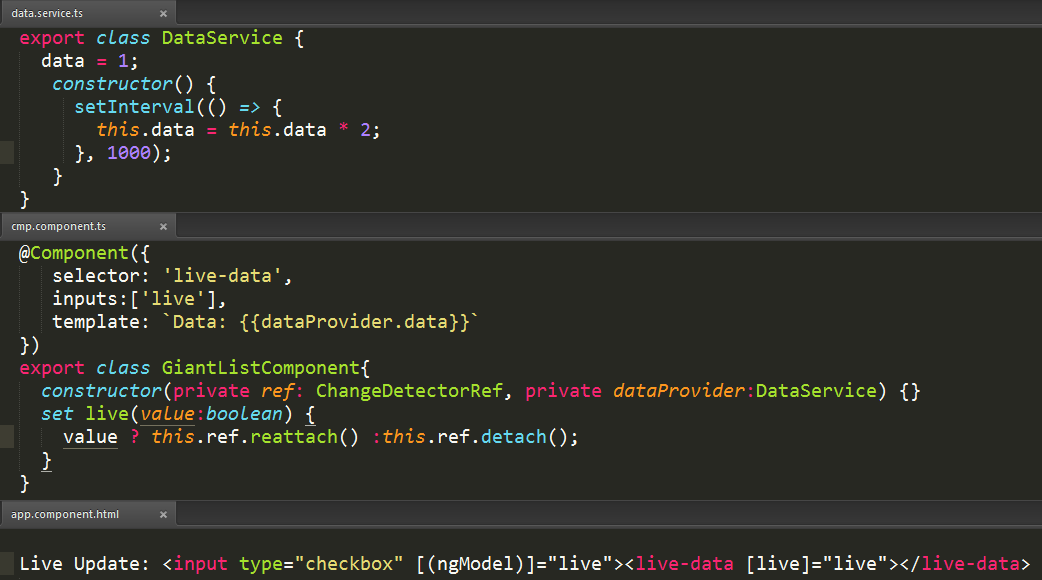 data.service.ts ×
export class DataService {
data = 1;
constructor() {
setInterval(() => {
this.data = this.data * 2;
}, 1000);
}
}
cmp.component.ts ×
@Component({
selector: 'live-data',
inputs:['live'],
template: `Data: {{dataProvider.data}}`
})
export class GiantListComponent{
constructor(private ref: ChangeDetectorRef, private dataProvider:DataService) {}
set live(value:boolean) {
value ? this.ref.reattach() :this.ref.detach();
}
}
app.component.html ×
Live Update: <input type="checkbox" [(ngModel)]="live"><live-data [live]="live"></live-data>